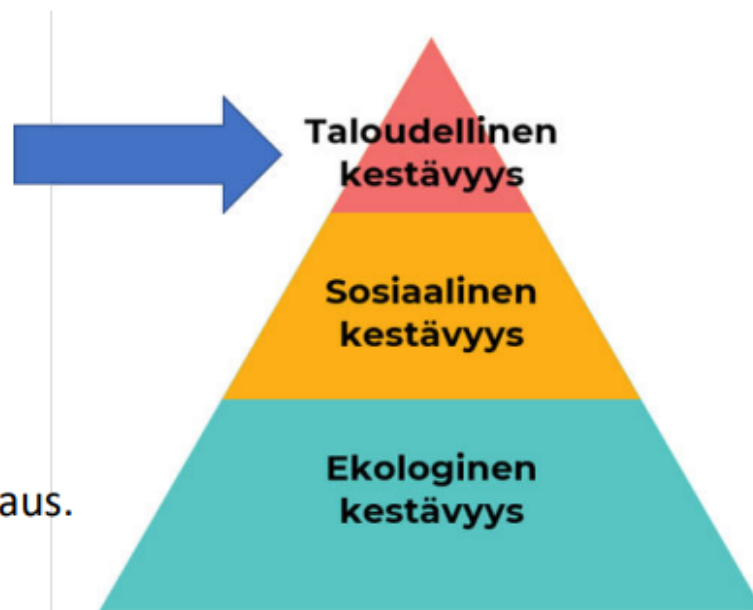 Taloudellinen
kestävyys
Sosiaalinen
kestävyys
Ekologinen
kestävyys
aus.